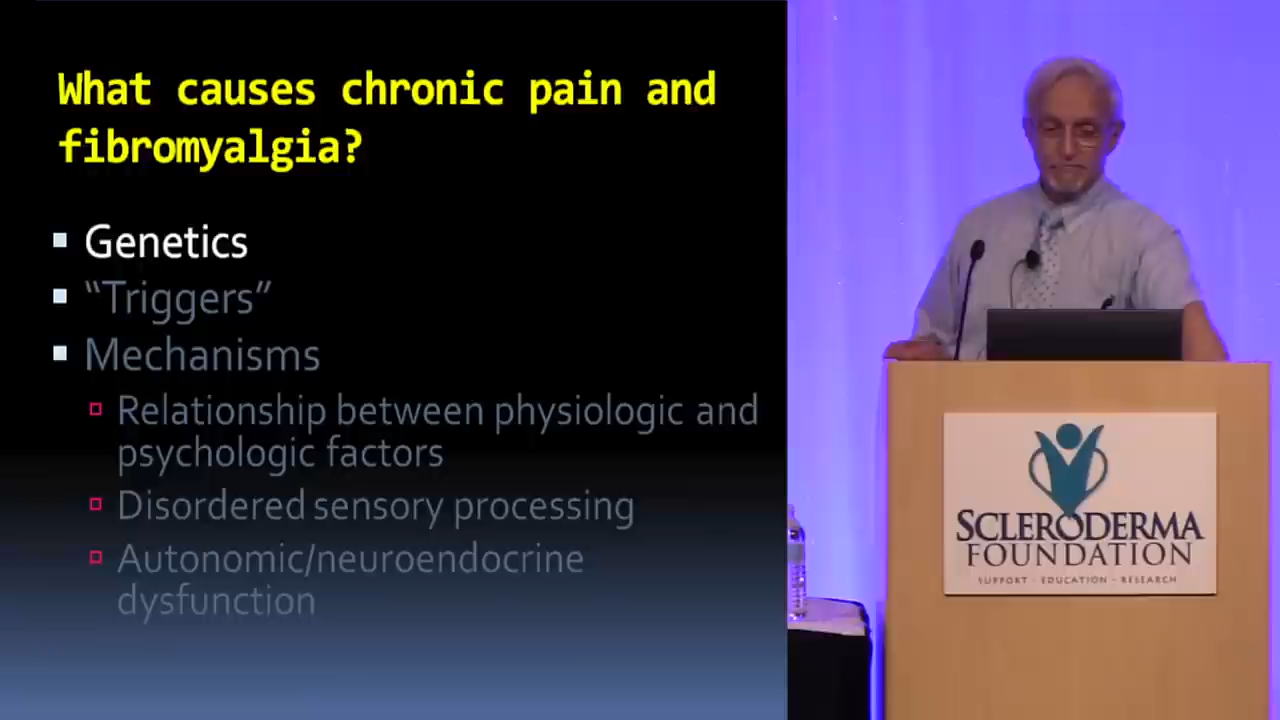 What causes chronic pain and
fibromyalgia?
Genetics
“Triggers”
Mechanisms
Relationship between physiologic and
psychologic factors
Disordered sensory processing
Autonomic/neuroendocrine
dysfunction
SCLERODERMA
FOUNDATION
SUPPORT · EDUCATION · RESEARCH